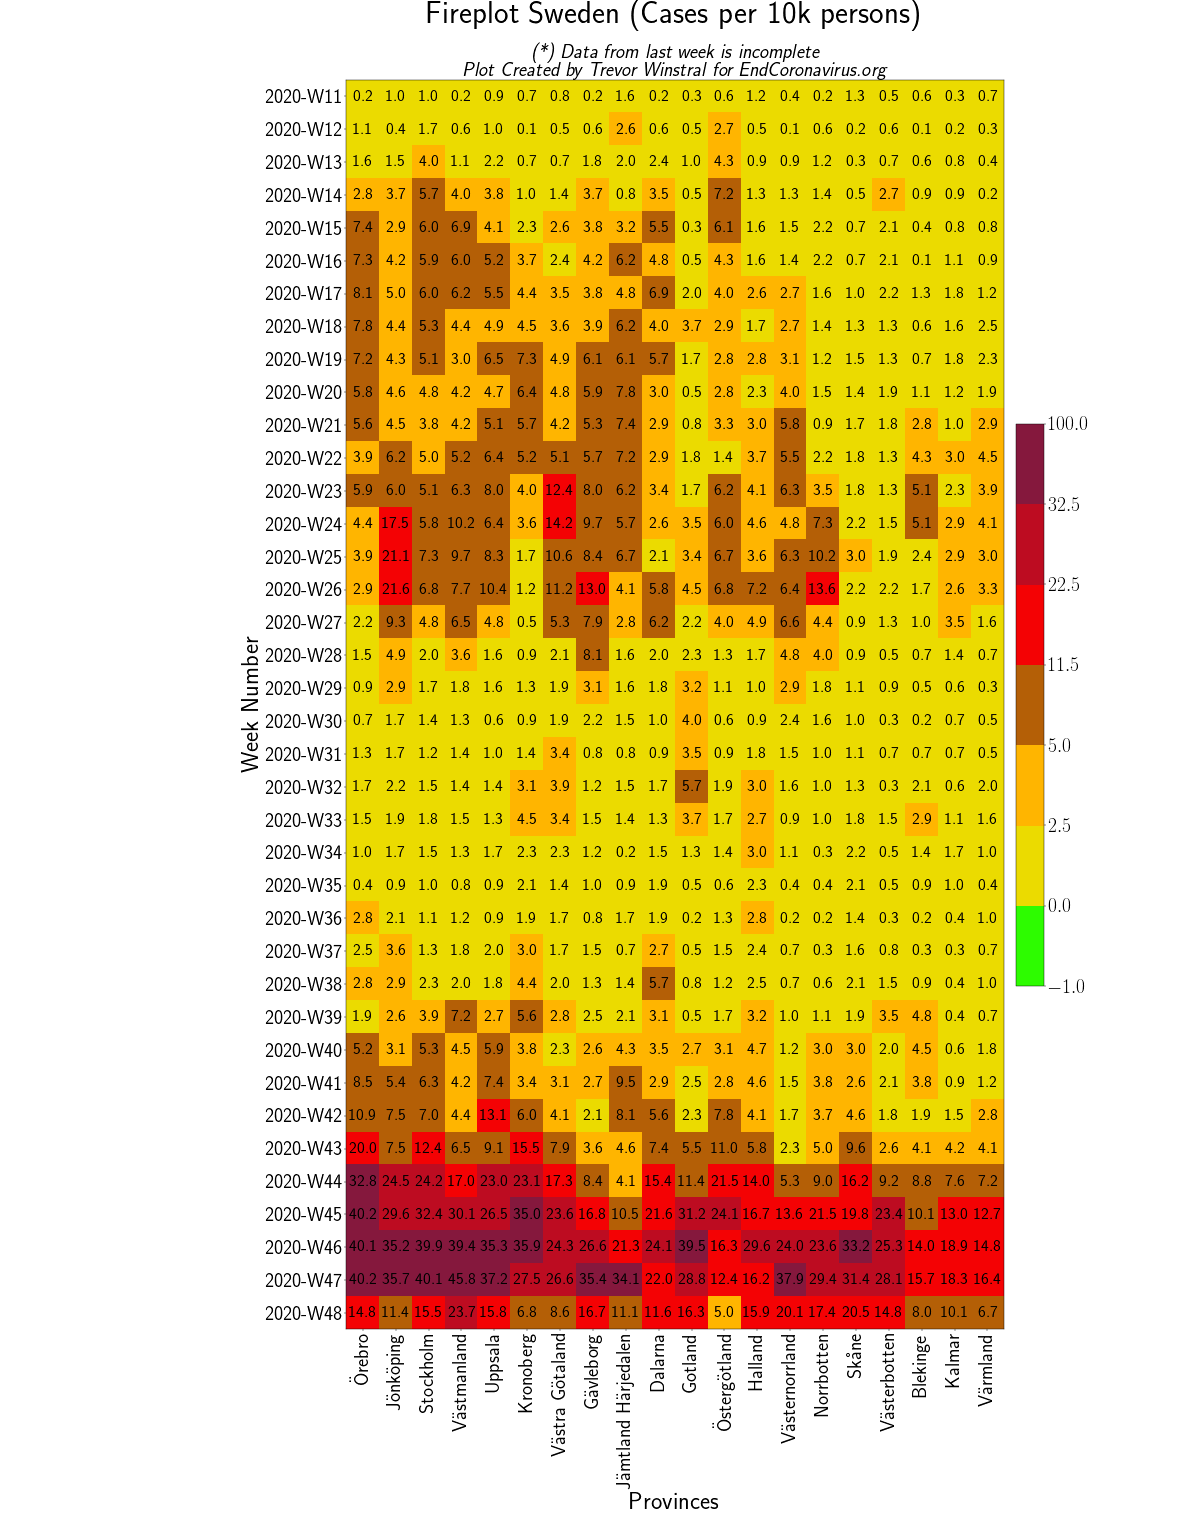 Fireplot Sweden (Cases per 10k persons)
(*) Data from last week is incomplete
Plot Created by Trevor Winstral for EndCoronavirus.org
2020-W11 0.2 1.0 1.0 0.2 0.9 0.7 0.8 0.2 1.6 0.2 0.3 0.6 1.2 0.4 0.2 1.3 0.5 0.6 0.3 0.7
2020-W12 1.1 0.4 1.7 0.6 1.0 0.1 0.5 0.6 2.6 0.6 0.5 2.7 0.5 0.1 0.6 0.2 0.6 0.1 0.2 0.3
2020-W13 1.6 1.5 4.0 1.1 2.2 0.7 0.7 1.8 2.0 2.4 1.0 4.3 0.9 0.9 1.2 0.3 0.7 0.6 0.8 0.4
2020-W14 2.8 3.7 5.7 4.0 3.8 1.0 1.4 3.7 0.8 3.5 0.5 7.2 1.3 1.3 1.4 0.5 2.7 0.9 0.9 0.2
2020-W15 7.4 2.9 6.0 6.9 4.1 2.3 2.6 3.8 3.2 5.5 0.3 6.1 1.6 1.5 2.2 0.7 2.1 0.4 0.8 0.8
2020-W16 7.3 4.2 5.9 6.0 5.2 3.7 2.4 4.2 6.2 4.8 0.5 4.3 1.6 1.4 2.2 0.7 2.1 0.1 1.1 0.9
2020-W17 8.1 5.0 6.0 6.2 5.5 4.4 3.5 3.8 4.8 6.9 2.0 4.0 2.6 2.7 1.6 1.0 2.2 1.3 1.8 1.2
2020-W18 7.8 4.4 5.3 4.4 4.9 4.5 3.6 3.9 6.2 4.0 3.7 2.9 1.7 2.7 1.4 1.3 1.3 0.6 1.6 2.5
2020-W19 7.2 4.3 5.1 3.0 6.5 7.3 4.9 6.1 6.1 5.7 1.7 2.8 2.8 3.1 1.2 1.5 1.3 0.7 1.8 2.3
2020-W20 5.8 4.6 4.8 4.2 4.7 6.4 4.8 5.9 7.8 3.0 0.5 2.8 2.3 4.0 1.5 1.4 1.9 1.1 1.2 1.9
2020-W21 5.6 4.5 3.8 4.2 5.1 5.7 4.2 5.3 7.4 2.9 0.8 3.3 3.0 5.8 0.9 1.7 1.8 2.8 1.0 2.9
2020-W22 3.9 6.2 5.0 5.2 6.4 5.2 5.1 5.7 7.2 2.9 1.8 1.4 3.7 5.5 2.2 1.8 1.3 4.3 3.0 4.5
2020-W23 5.9 6.0 5.1 6.3 8.0 4.0 12.4 8.0 6.2 3.4 1.7 6.2 4.1 6.3 3.5 1.8 1.3 5.1 2.3 3.9
2020-W24 4.4 17.5 5.8 10.2 6.4 3.6 14.2 9.7 5.7 2.6 3.5 6.0 4.6 4.8 7.3 2.2 1.5 5.1 2.9 4.1
2020-W25 3.9 21.1 7.3 9.7 8.3 1.7 10.6 8.4 6.7 2.1 3.4 6.7 3.6 6.3 10.2 3.0 1.9 2.4 2.9 3.0
2020-W26 2.9 21.6 6.8 7.7 10.4 1.2 11.2 13.0 4.1 5.8 4.5 6.8 7.2 6.4 13.6 2.2 2.2 1.7 2.6 3.3
2020-W27 2.2 9.3 4.8 6.5 4.8 0.5 5.3 7.9 2.8 6.2 2.2 4.0 4.9 6.6 4.4 0.9 1.3 1.0 3.5 1.6
2020-W28 1.5 4.9 2.0 3.6 1.6 0.9 2.1 8.1 1.6 2.0 2.3 1.3 1.7 4.8 4.0 0.9 0.5 0.7 1.4 0.7
2020-W29 0.9 2.9 1.7 1.8 1.6 1.3 1.9 3.1 1.6 1.8 3.2 1.1 1.0 2.9 1.8 1.1 0.9 0.5 0.6 0.3
2020-W30 0.7 1.7 1.4 1.3 0.6 0.9 1.9 2.2 1.5 1.0 4.0 0.6 0.9 2.4 1.6 1.0 0.3 0.2 0.7 0.5
2020-W31 1.3 1.7 1.2 1.4 1.0 1.4 3.4 0.8 0.8 0.9 3.5 0.9 1.8 1.5 1.0 1.1 0.7 0.7 0.7 0.5
2020-W32 1.7 2.2 1.5 1.4 1.4 3.1 3.9 1.2 1.5 1.7 5.7 1.9 3.0 1.6 1.0 1.3 0.3 2.1 0.6 2.0
2020-W33 1.5 1.9 1.8 1.5 1.3 4.5 3.4 1.5 1.4 1.3 3.7 1.7 2.7 0.9 1.0 1.8 1.5 2.9 1.1 1.6
2020-W34 1.0 1.7 1.5 1.3 1.7 2.3 2.3 1.2 0.2 1.5 1.3 1.4 3.0 1.1 0.3 2.2 0.5 1.4 1.7 1.0
2020-W35 0.4 0.9 1.0 0.8 0.9 2.1 1.4 1.0 0.9 1.9 0.5 0.6 2.3 0.4 0.4 2.1 0.5 0.9 1.0 0.4
2020-W36 2.8 2.1 1.1 1.2 0.9 1.9 1.7 0.8 1.7 1.9 0.2 1.3 2.8 0.2 0.2 1.4 0.3 0.2 0.4 1.0
2020-W37 2.5 3.6 1.3 1.8 2.0 3.0 1.7 1.5 0.7 2.7 0.5 1.5 2.4 0.7 0.3 1.6 0.8 0.3 0.3 0.7
2020-W38 2.8 2.9 2.3 2.0 1.8 4.4 2.0 1.3 1.4 5.7 0.8 1.2 2.5 0.7 0.6 2.1 1.5 0.9 0.4 1.0
2020-W39 1.9 2.6 3.9 7.2 2.7 5.6 2.8 2.5 2.1 3.1 0.5 1.7 3.2 1.0 1.1 1.9 3.5 4.8 0.4 0.7
2020-W40 5.2 3.1 5.3 4.5 5.9 3.8 2.3 2.6 4.3 3.5 2.7 3.1 4.7 1.2 3.0 3.0 2.0 4.5 0.6 1.8
2020-W41 8.5 5.4 6.3 4.2 7.4 3.4 3.1 2.7 9.5 2.9 2.5 2.8 4.6 1.5 3.8 2.6 2.1 3.8 0.9 1.2
2020-W42 10.9 7.5 7.0 4.4 13.1 6.0 4.1 2.1 8.1 5.6 2.3 7.8 4.1 1.7 3.7 4.6 1.8 1.9 1.5 2.8
2020-W43 20.0 7.5 12.4 6.5 9.1 15.5 7.9 3.6 4.6 7.4 5.5 11.0 5.8 2.3 5.0 9.6 2.6 4.1 4.2 4.1
2020-W44 32.8 24.5 24.2 17.0 23.0 23.1 17.3 8.4 4.1 15.4 11.4 21.5 14.0 5.3 9.0 16.2 9.2 8.8 7.6 7.2
2020-W45 40.2 29.6 32.4 30.1 26.5 35.0 23.6 16.8 10.5 21.6 31.2 24.1 16.7 13.6 21.5 19.8 23.4 10.1 13.0 12.7
2020-W46 40.1 35.2 39.9 39.4 35.3 35.9 24.3 26.6 21.3 24.1 39.5 16.3 29.6 24.0 23.6 33.2 25.3 14.0 18.9 14.8
2020-W47 40.2 35.7 40.1 45.8 37.2 27.5 26.6 35.4 34.1 22.0 28.8 12.4 16.2 37.9 29.4 31.4 28.1 15.7 18.3 16.4
2020-W48 14.8 11.4 15.5 23.7 15.8 6.8 8.6 16.7 11.1 11.6 16.3 5.0 15.9 20.1 17.4 20.5 14.8 8.0 10.1 6.7
Week Number
Örebro
Jönköping
Stockholm
Västmanland
Uppsala
Kronoberg
Västra Götaland
Gävleborg
Jämtland Härjedalen
Dalarna
Gotland
Östergötland
Halland
Västernorrland
Norrbotten
Skåne
Västerbotten
Blekinge
Kalmar
Värmland
Provinces
100.0
32.5
22.5
11.5
5.0
2.5
0.0
−1.0